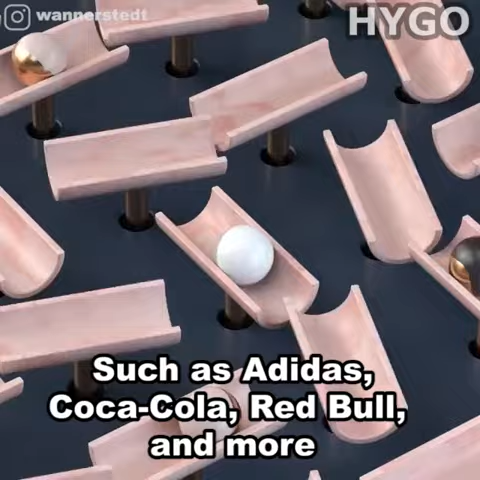 wannerstedt
HYGO
Such as Adidas,
Coca-Cola, Red Bull,
and more